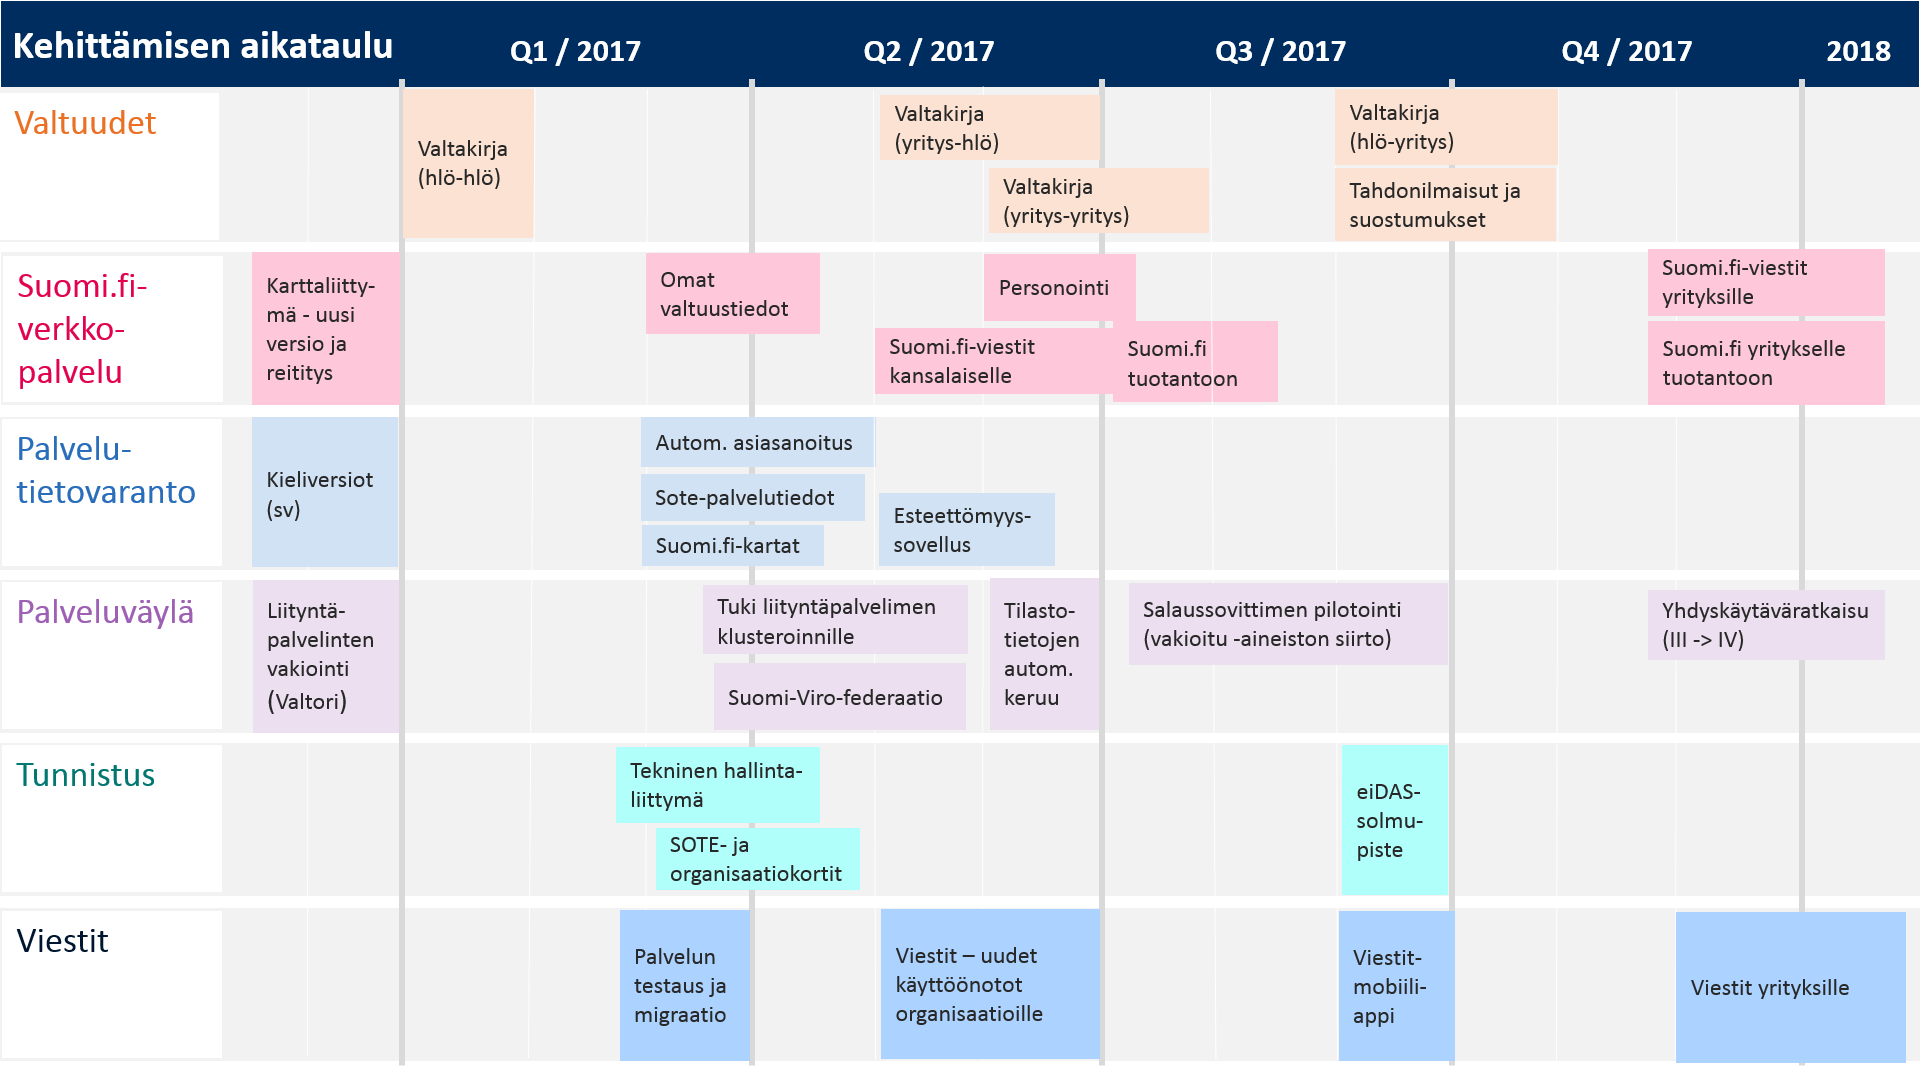 Kehittämisen aikataulu
Q1 / 2017
Q2 / 2017
Q3 / 2017
Q4 / 2017
2018
Valtuudet
Valtakirja
(hlö-hlö)
Valtakirja
(yritys-hlö)
Valtakirja
(yritys-yritys)
Valtakirja
(hlö-yritys)
Tahdonilmaisut ja
suostumukset
Suomi.fi-
verkko-
palvelu
Karttaliitty-
mä - uusi
versio ja
reititys
Omat
valtuustiedot
Suomi.fi-viestit
kansalaiselle
Personointi
Suomi.fi
tuotantoon
Suomi.fi-viestit
yrityksille
Suomi.fi yritykselle
tuotantoon
Palvelu-
tietovaranto
Kieliversiot
(sv)
Autom. asiasanoitus
Sote-palvelutiedot
Suomi.fi-kartat
Esteettömyys-
sovellus
Palveluväylä
Liityntä-
palvelinten
vakiointi
(Valtori)
Tuki liityntäpalvelimen
klusteroinnille
Suomi-Viro-federaatio
Tilasto-
tietojen
autom.
keruu
Salaussovittimen pilotointi
(vakioitu -aineiston siirto)
Yhdyskäytäväratkaisu
(III -> IV)
Tunnistus
Tekninen hallinta-
liittymä
SOTE- ja
organisaatiokortit
eiDAS-
solmu-
piste
Viestit
Palvelun
testaus ja
migraatio
Viestit – uudet
käyttöönotot
organisaatioille
Viestit-
mobiili-
appi
Viestit yrityksille